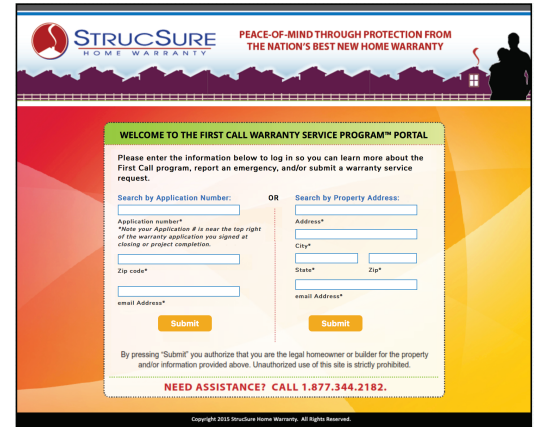 STRUCSURE
HOME WARRANTY
PEACE-OF-MIND THROUGH PROTECTION FROM
THE NATION'S BEST NEW HOME WARRANTY
WELCOME TO THE FIRST CALL WARRANTY SERVICE PROGRAM™ PORTAL
Please enter the information below to log in so you can learn more about the
First Call program, report an emergency, and/or submit a warranty service
request.
Search by Application Number:
Application number*
*Note your Application # is near the top right
of the warranty application you signed at
closing or project completion.
Zip code*
email Address*
Submit
OR
Search by Property Address:
Address*
City*
State* Zip*
email Address*
Submit
By pressing "Submit" you authorize that you are the legal homeowner or builder for the property
and/or information provided above. Unauthorized use of this site is strictly prohibited.
NEED ASSISTANCE? CALL 1.877.344.2182.
Copyright 2015 StrucSure Home Warranty. All Rights Reserved.